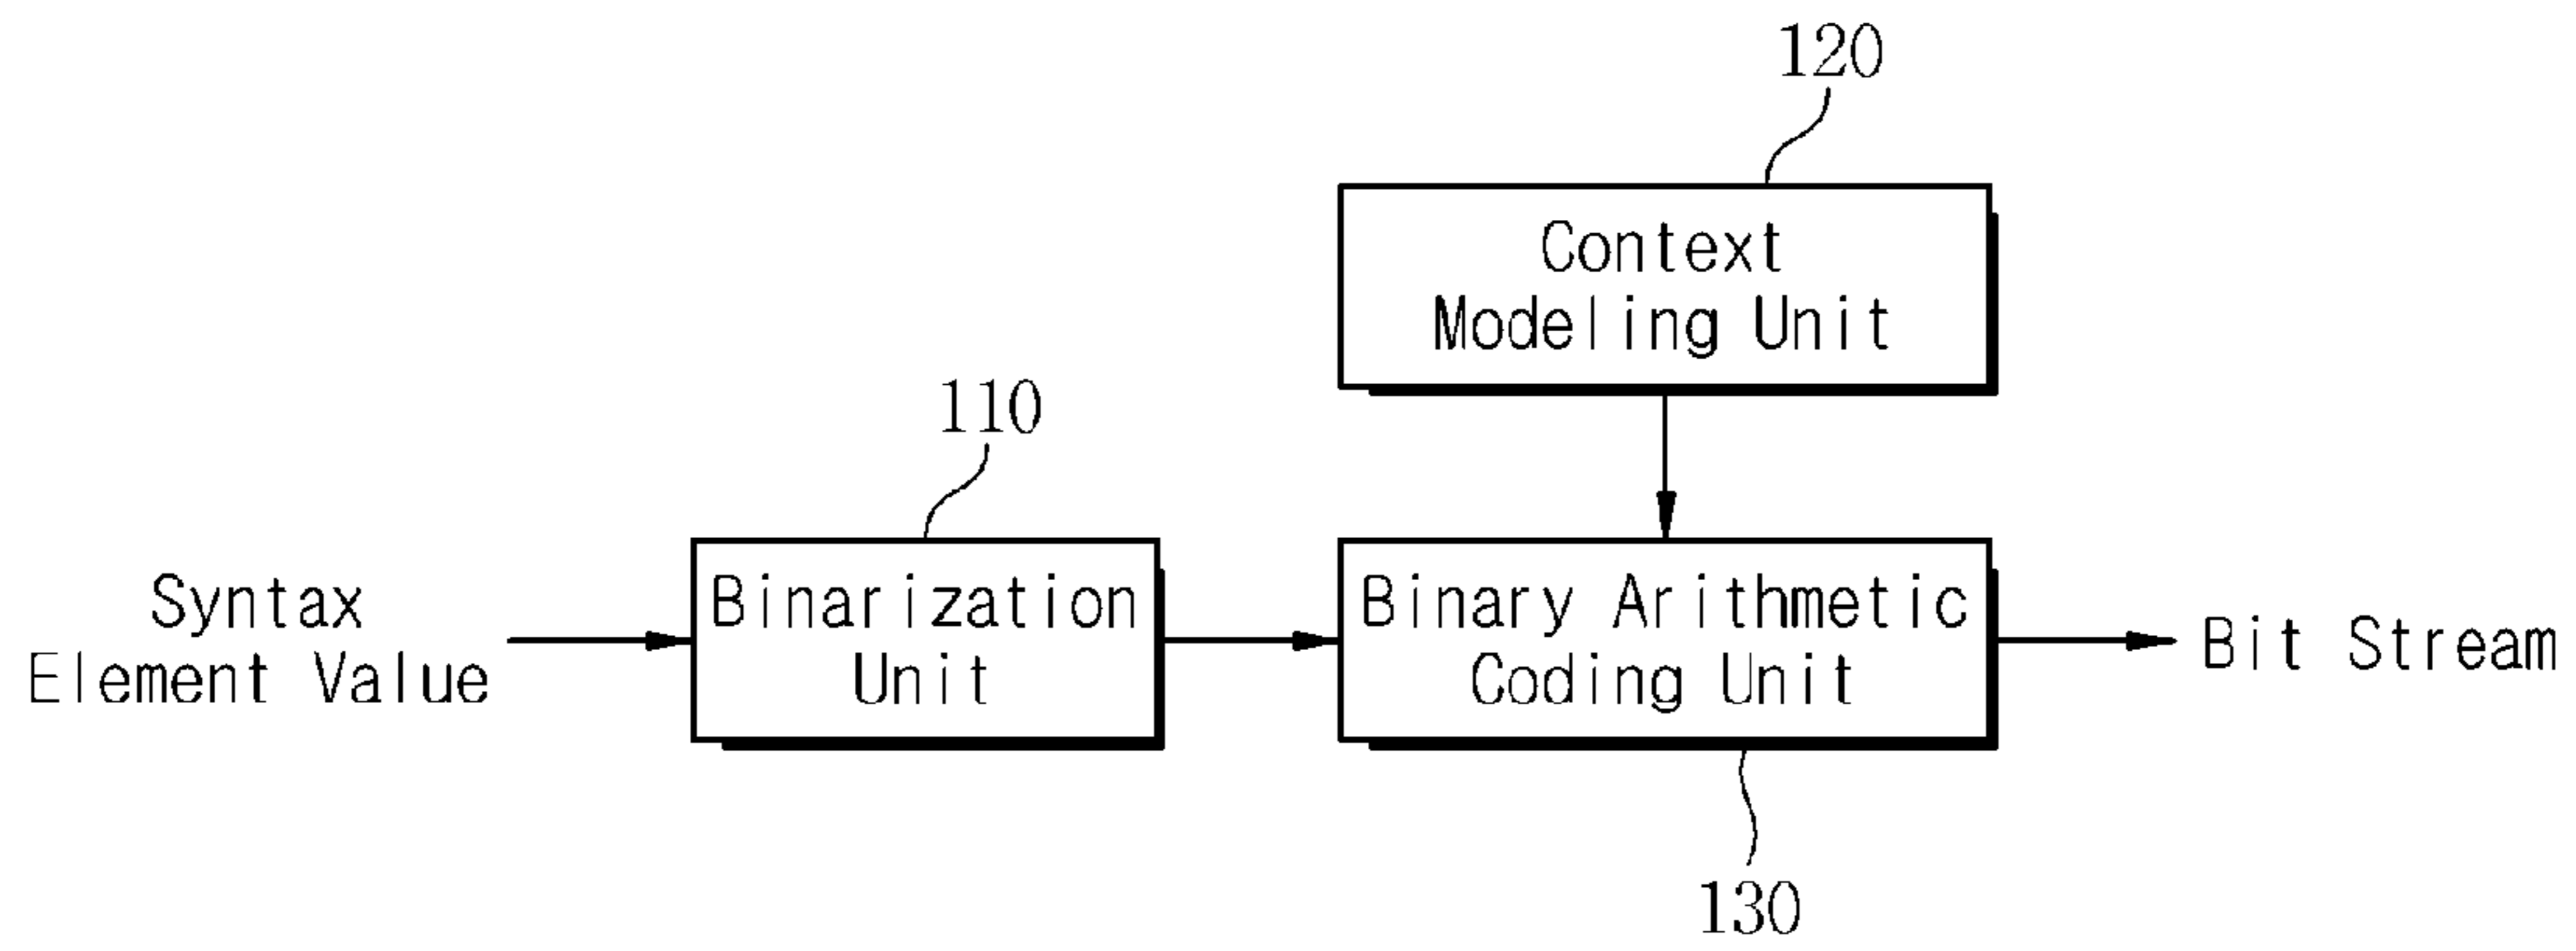 120
Context
Modeling Unit
110
Syntax
Element Value
Binarization
Unit
Binary Arithmetic
Coding Unit
Bit Stream
130